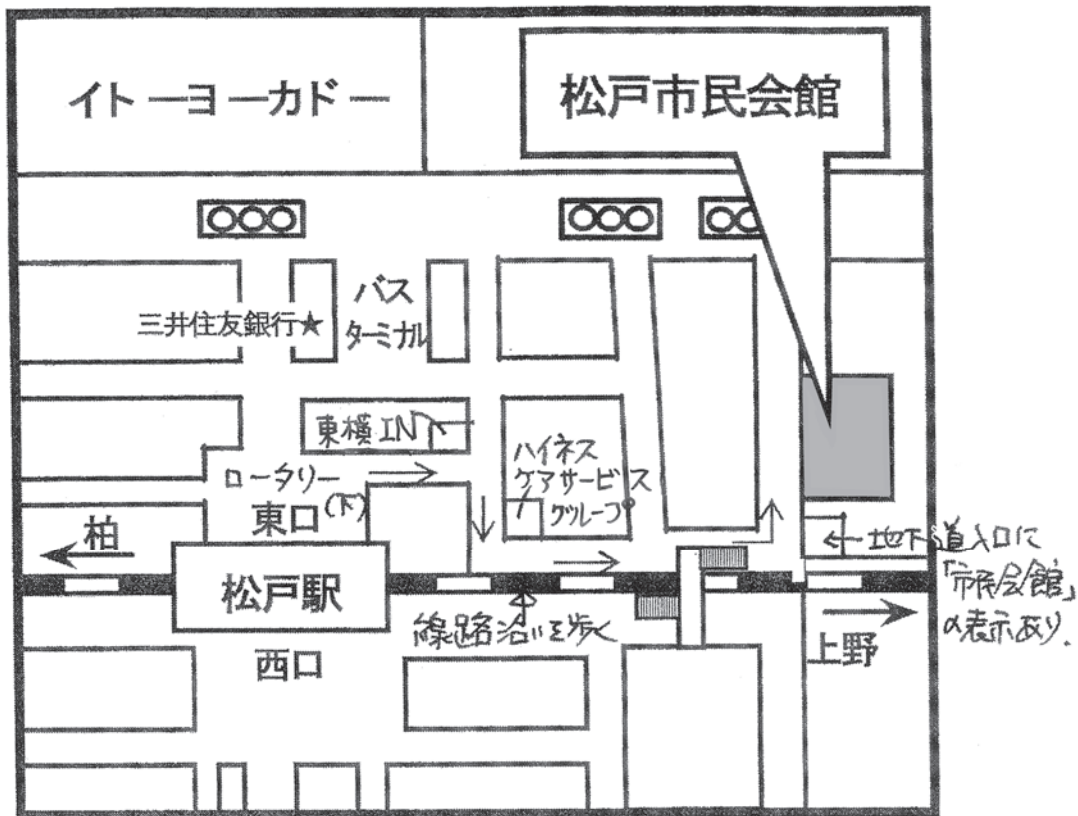 イトーヨーカドー
松戸市民会館
バス
ターミナル
三井住友銀行★
東横IN
ハイネス
ケアサービス
グループ
ロータリー
(下)
東口
柏
松戸駅
線路沿いを歩く
西口
上野
←地下道入口に
「市民会館」
の表示あり.